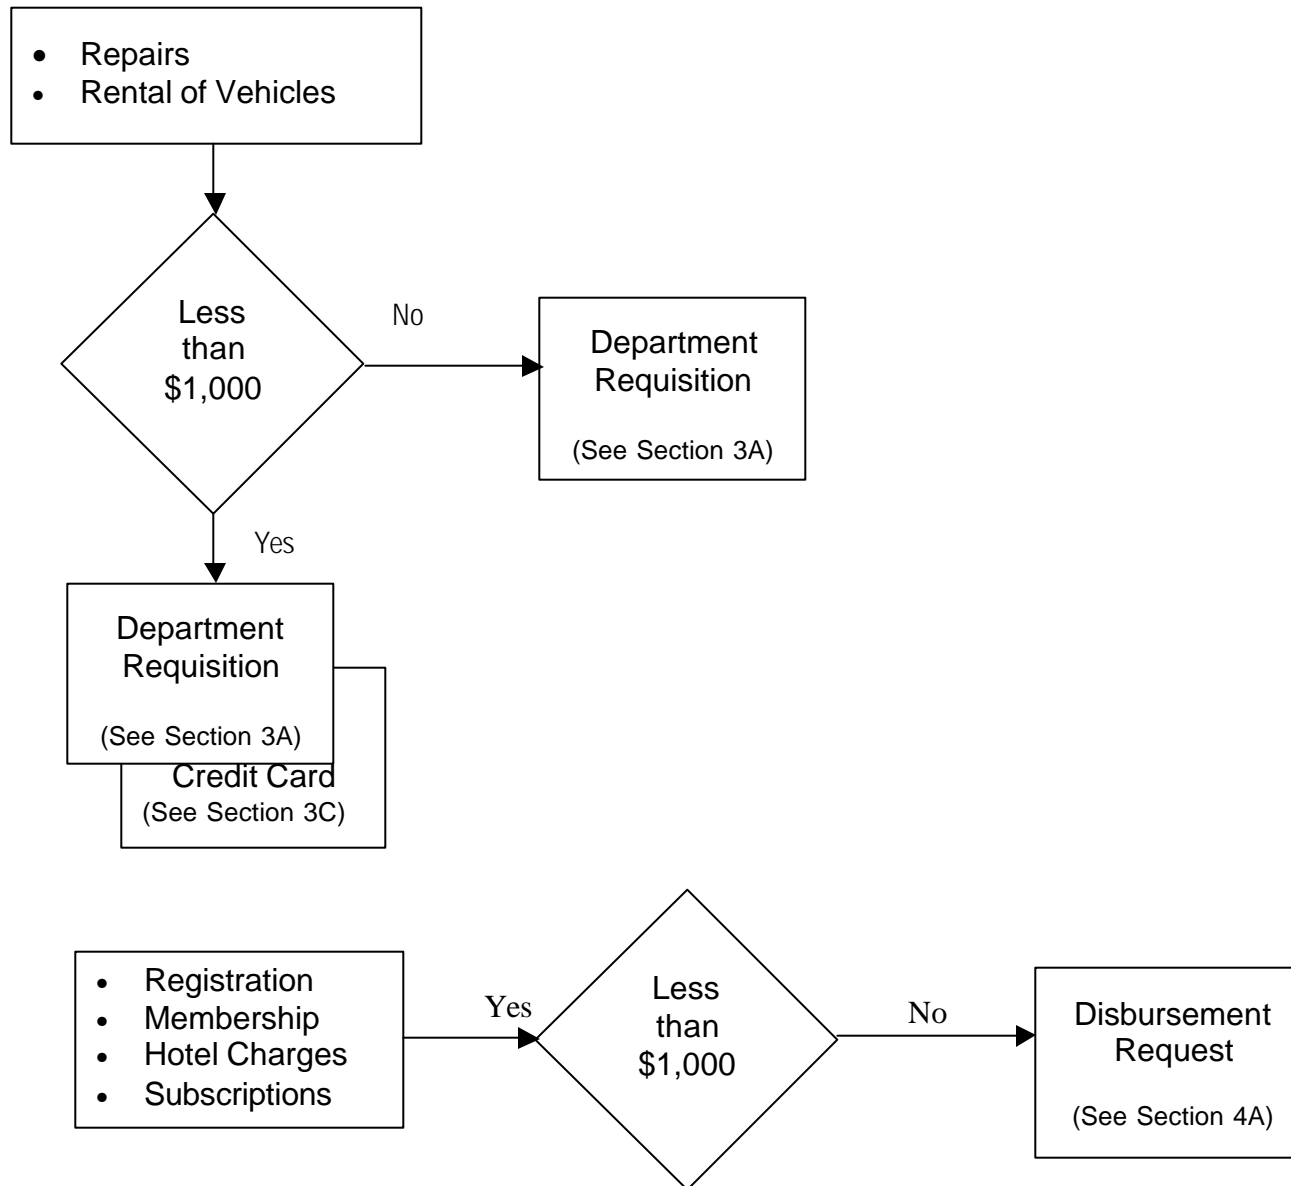 • Repairs
• Rental of Vehicles
Less
than
$1,000
No
Department
Requisition
(See Section 3A)
Yes
Department
Requisition
(See Section 3A)
Credit Card
(See Section 3C)
• Registration
• Membership
• Hotel Charges
• Subscriptions
Yes
Less
than
$1,000
No
Disbursement
Request
(See Section 4A)